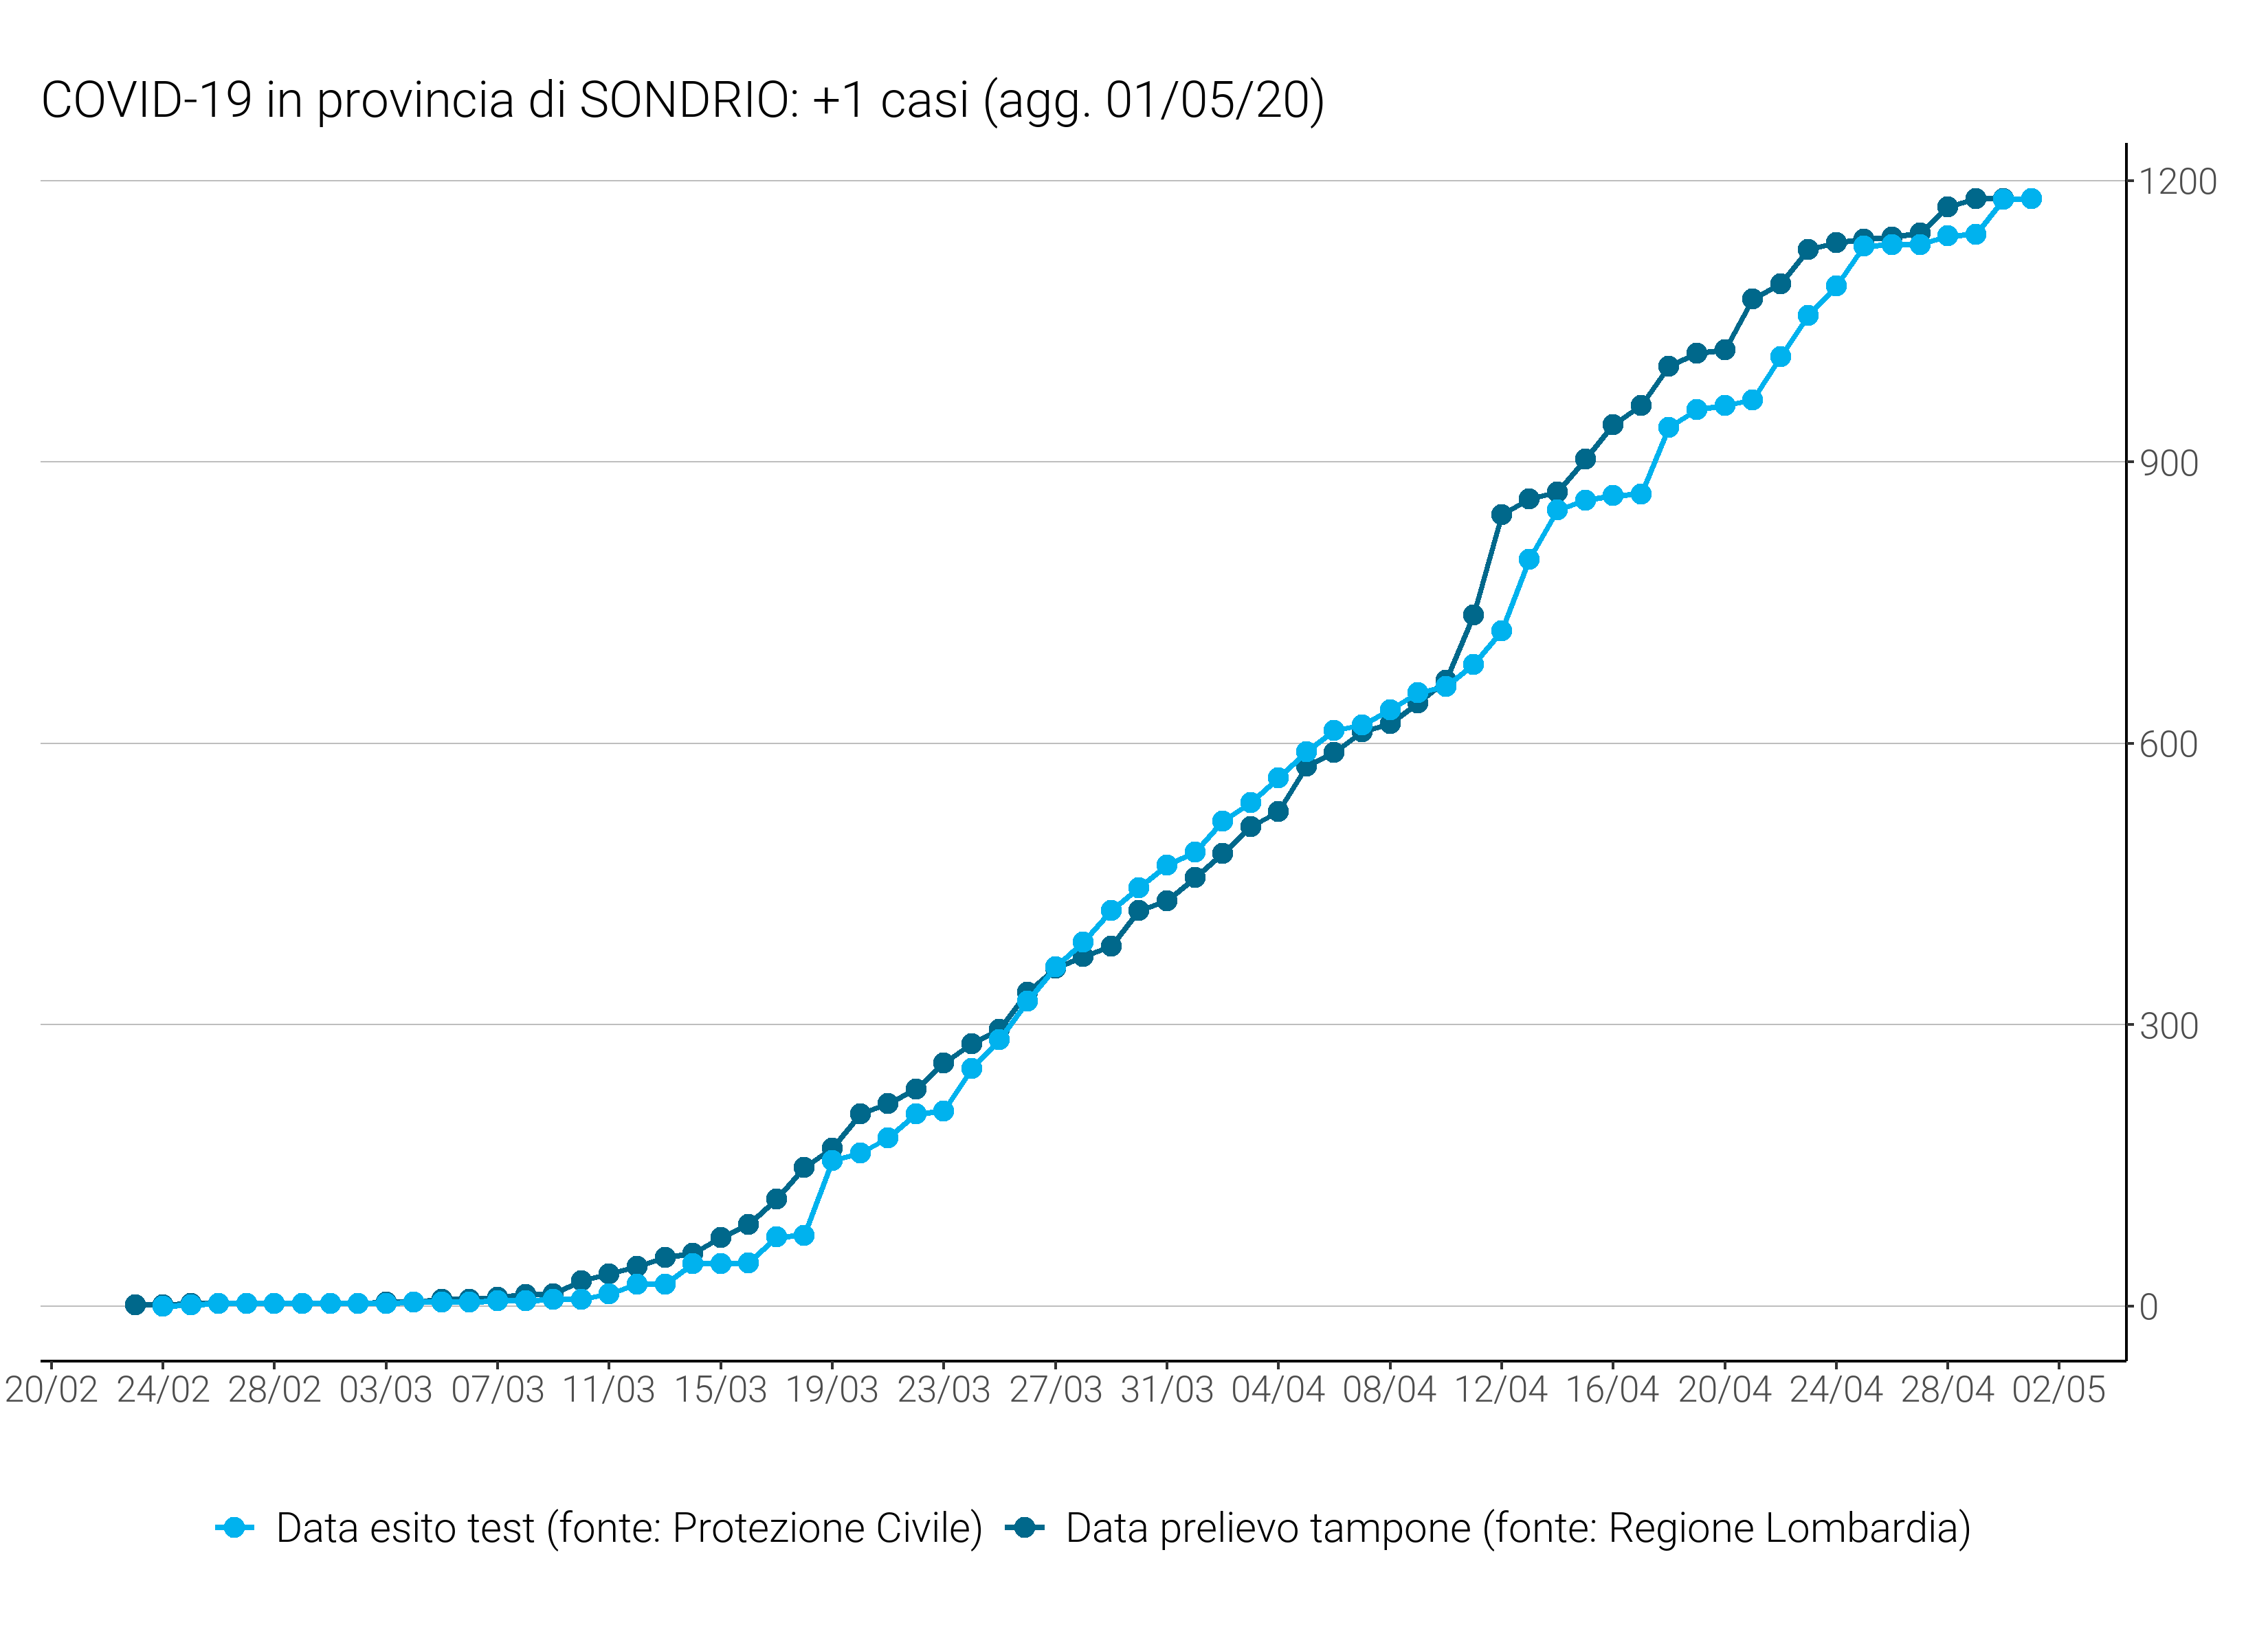 COVID-19 in provincia di SONDRIO: +1 casi (agg. 01/05/20)
1200
900
600
300
0
20/02 24/02 28/02 03/03 07/03 11/03 15/03 19/03 23/03 27/03 31/03 04/04 08/04 12/04 16/04 20/04 24/04 28/04 02/05
Data esito test (fonte: Protezione Civile) Data prelievo tampone (fonte: Regione Lombardia)